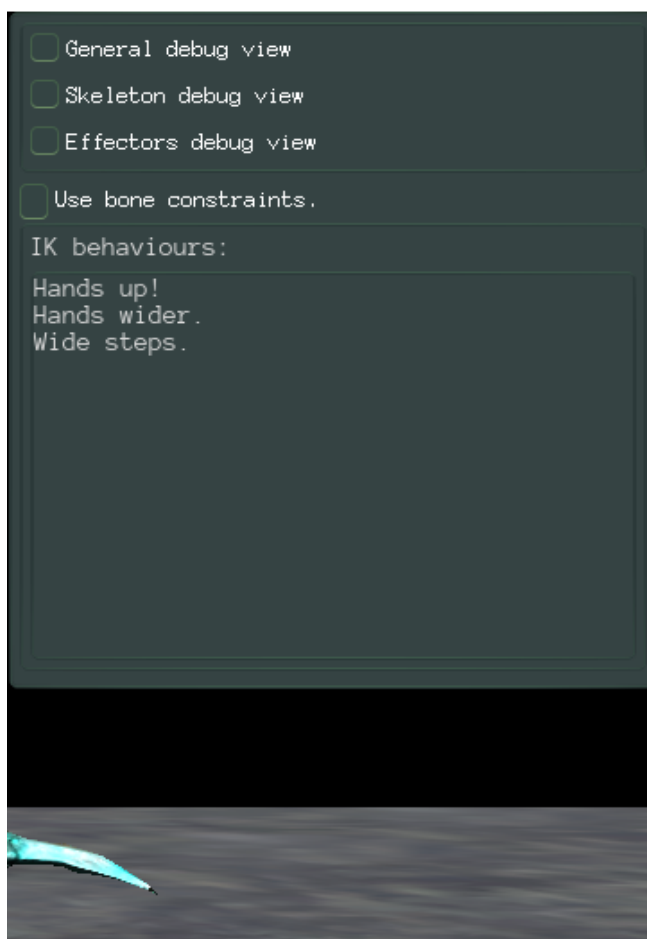 General debug view
Skeleton debug view
Effectors debug view
Use bone constraints.
IK behaviours:
Hands up!
Hands wider.
Wide steps.